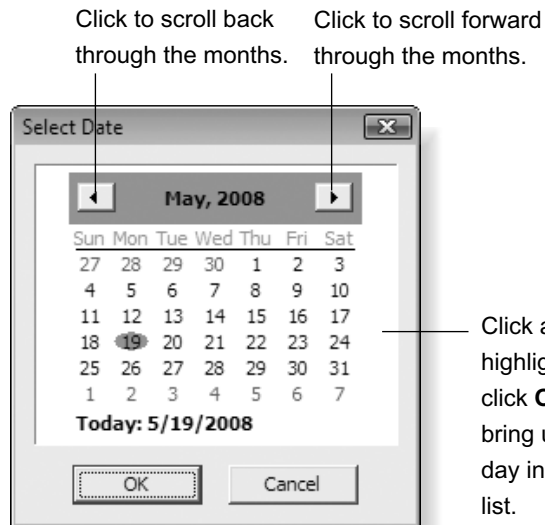 Click to scroll back
through the months.
Click to scroll forward
through the months.
Select Date
May, 2008
Sun Mon Tue Wed Thu Fri Sat
27 28 29 30 1 2 3
4 5 6 7 8 9 10
11 12 13 14 15 16 17
18 19 20 21 22 23 24
25 26 27 28 29 30 31
1 2 3 4 5 6 7
Today: 5/19/2008
OK Cancel
Click
click
bring
day in
list.